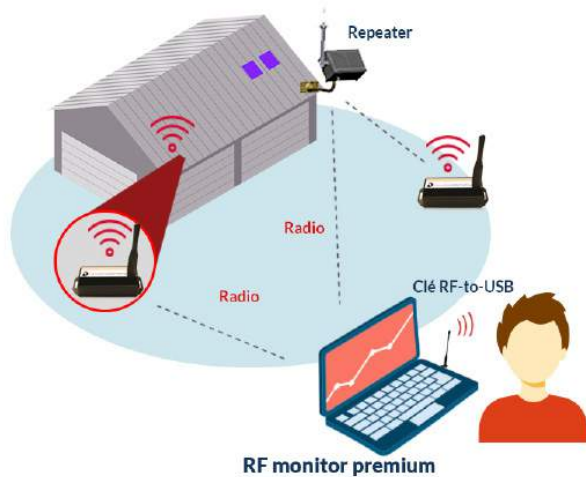 Repeater
Radio
Radio
Clé RF-to-USB
RF monitor premium